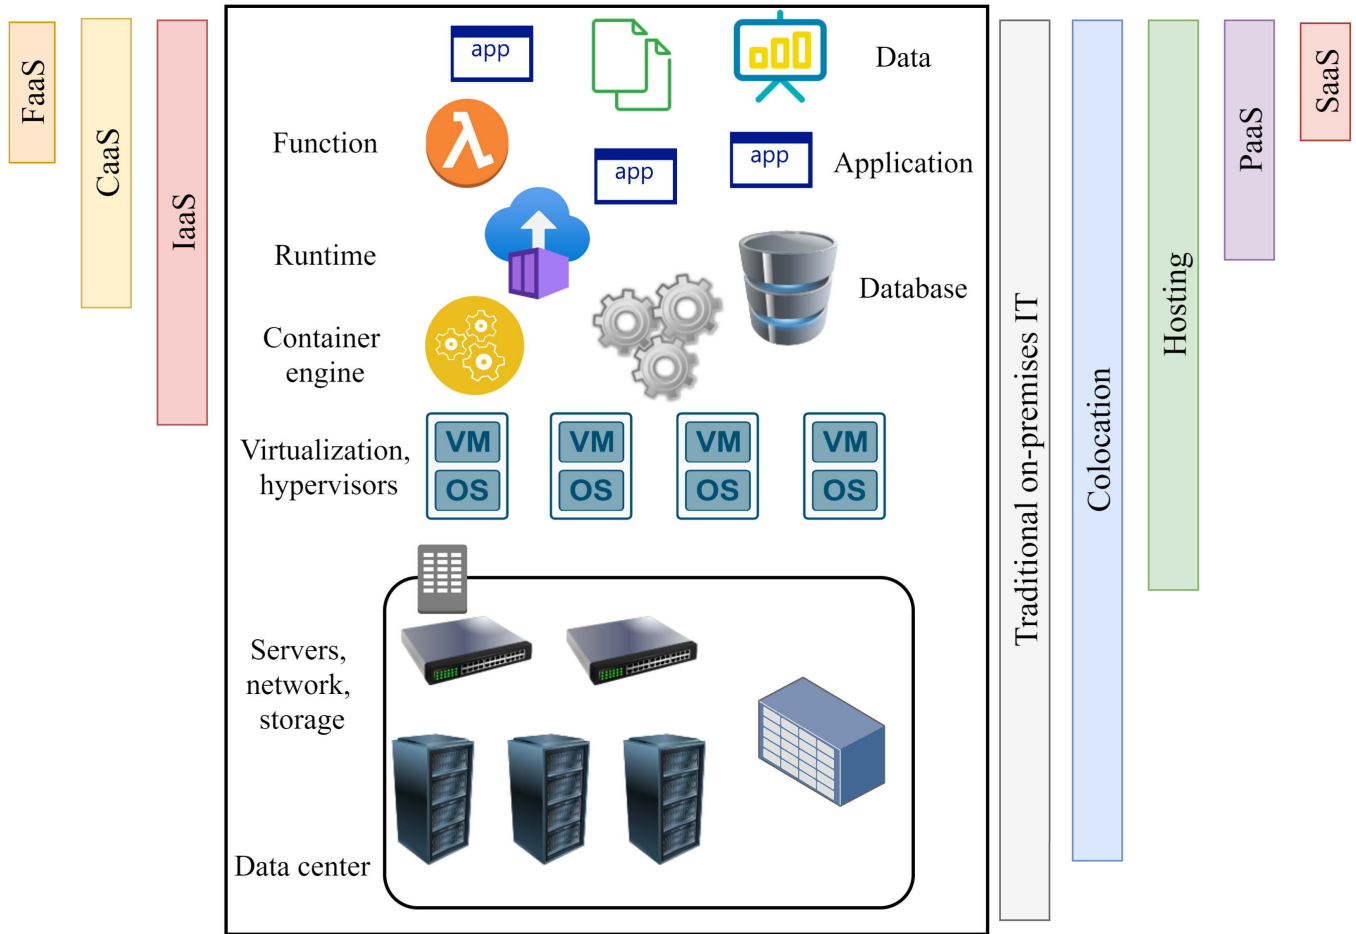 FaaS
CaaS
IaaS
app
Data
Function
app
app
Application
Runtime
Database
Container
engine
Virtualization,
hypervisors
VM
VM
VM
VM
OS
OS
OS
OS
Servers,
network,
storage
Data center
Traditional on-premises IT
Colocation
Hosting
PaaS
SaaS